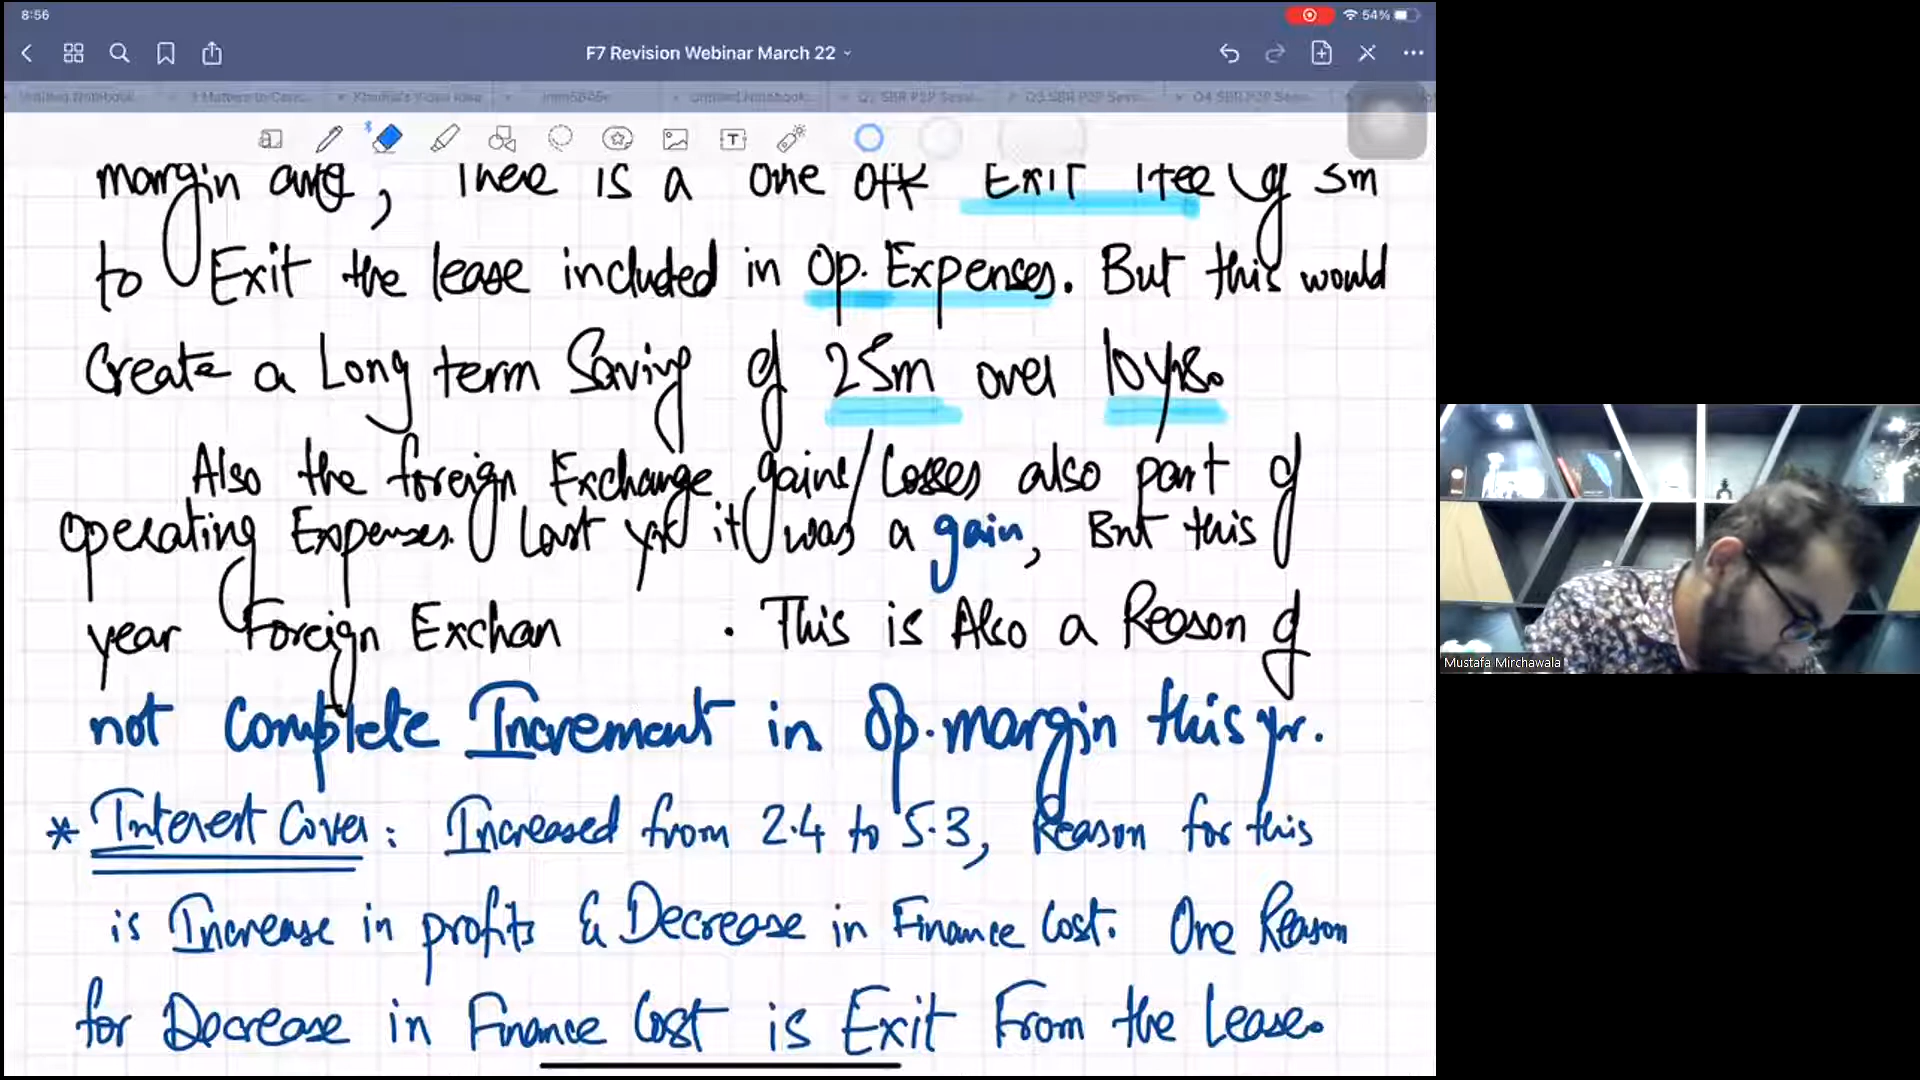 8:56
54%
F7 Revision Webinar March 22
T
margin and, There is a one off Exit Fee of 5m
to Exit the lease included in Op. Expenses. But this would
Create a Long term Saving of 25m over 10yrs.
Also the foreign Exchange gains/Losses also part of
operating Expenses. Last yr it was a gain, But this
year Foreign Exchan . This is Also a Reason of
not Complete Increment in Op. margin this yr.
* Interest Cover: Increased from 2.4 to 5.3, Reason for this
is Increase in profits & Decrease in Finance Cost. One Reason
for Decrease in Finance Cost is Exit From the Lease.
Mustafa Mirchawala